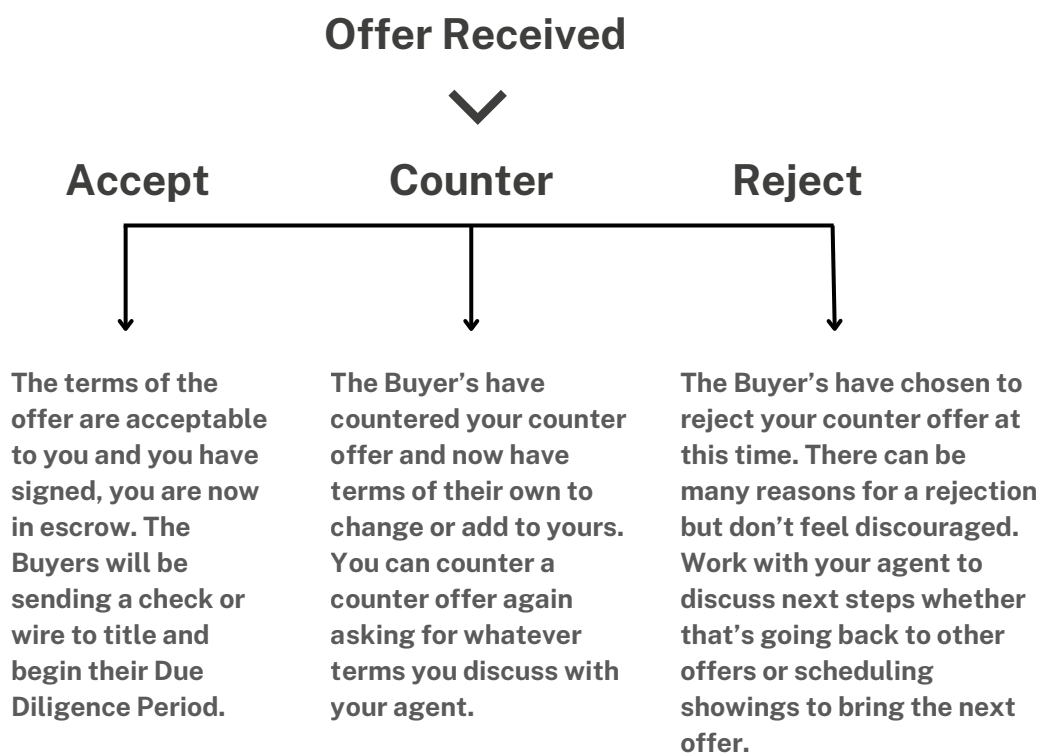 Offer Received
Accept
Counter
Reject
The terms of the
offer are acceptable
to you and you have
signed, you are now
in escrow. The
Buyers will be
sending a check or
wire to title and
begin their Due
Diligence Period.
The Buyer’s have
countered your counter
offer and now have
terms of their own to
change or add to yours.
You can counter a
counter offer again
asking for whatever
terms you discuss with
your agent.
The Buyer’s have chosen to
reject your counter offer at
this time. There can be
many reasons for a rejection
but don’t feel discouraged.
Work with your agent to
discuss next steps whether
that’s going back to other
offers or scheduling
showings to bring the next
offer.